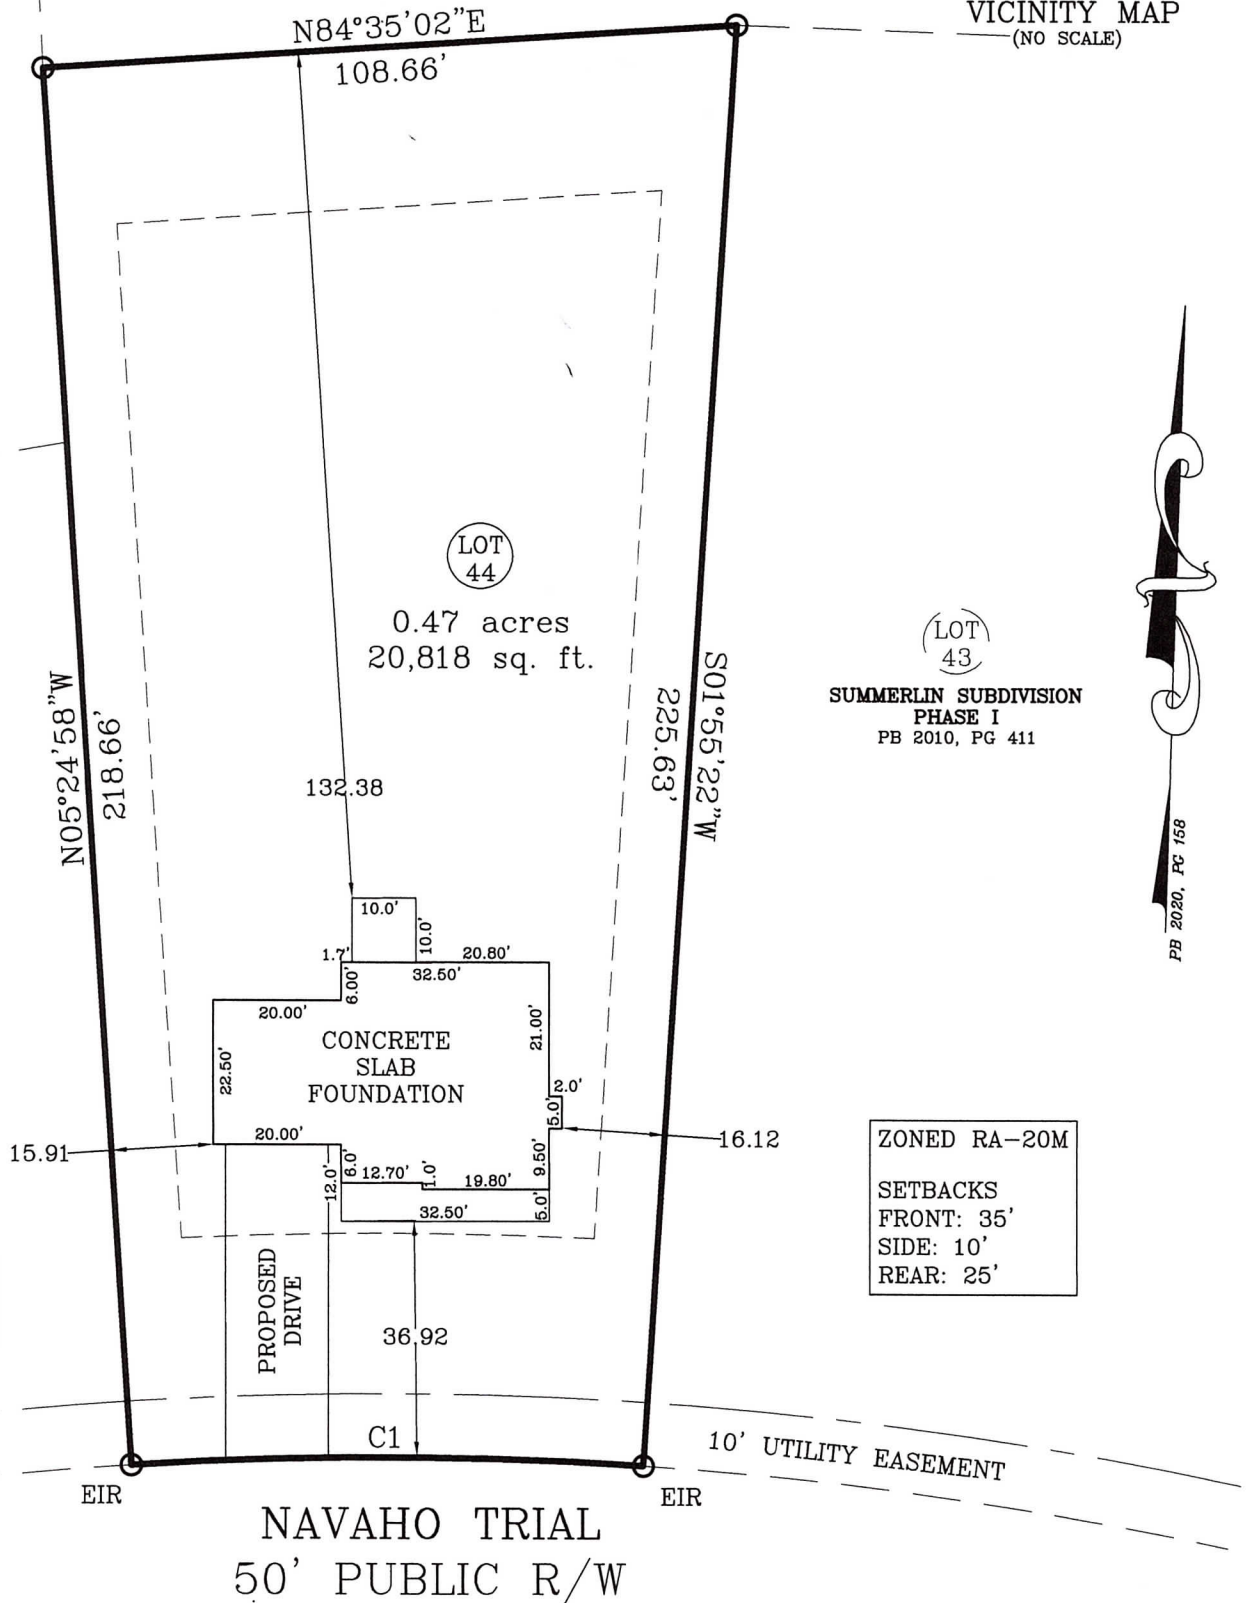 VICINITY MAP
(NO SCALE)
N84°35'02"E
108.66'
LOT
44
0.47 acres
20,818 sq. ft.
LOT
43
SUMMERLIN SUBDIVISION
PHASE I
PB 2010, PG 411
N05°24'58"W
218.66'
S01°55'22"W
225.63'
132.38
PB 2020, PG 158
10.0'
10.0'
1.7'
20.80'
32.50'
6.00'
20.00'
21.00'
22.50'
CONCRETE
SLAB
FOUNDATION
2.0'
5.0'
15.91
20.00'
16.12
6.0'
12.0'
12.70'
1.0'
19.80'
9.50'
32.50'
5.0'
ZONED RA-20M
SETBACKS
FRONT: 35'
SIDE: 10'
REAR: 25'
PROPOSED
DRIVE
36.92
C1
10' UTILITY EASEMENT
EIR
EIR
NAVAHO TRIAL
50' PUBLIC R/W